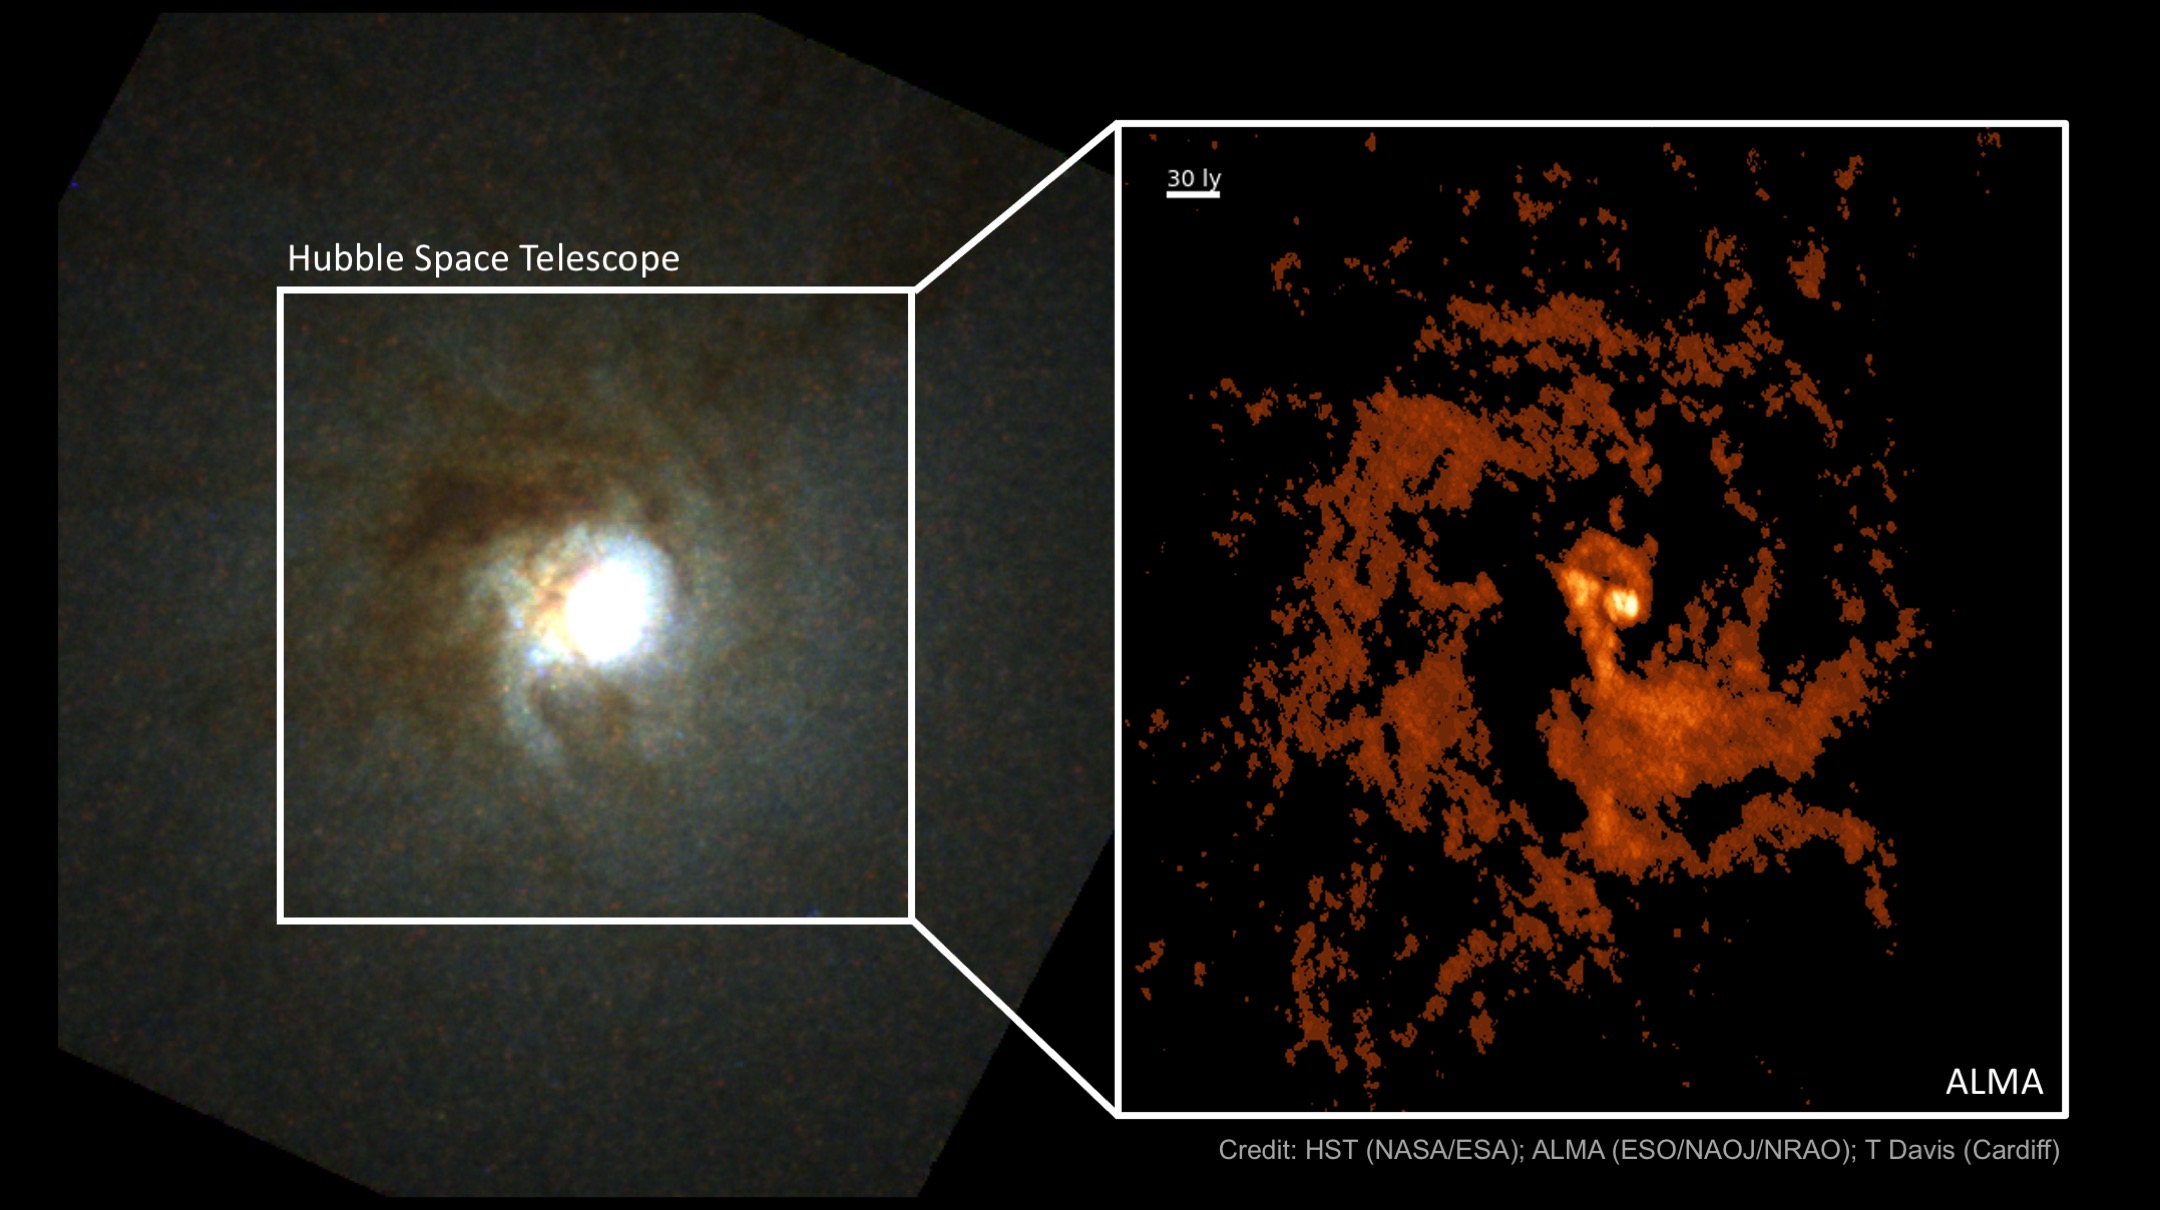 Hubble Space Telescope
30 ly
ALMA
Credit: HST (NASA/ESA); ALMA (ESO/NAOJ/NRAO); T Davis (Cardiff)